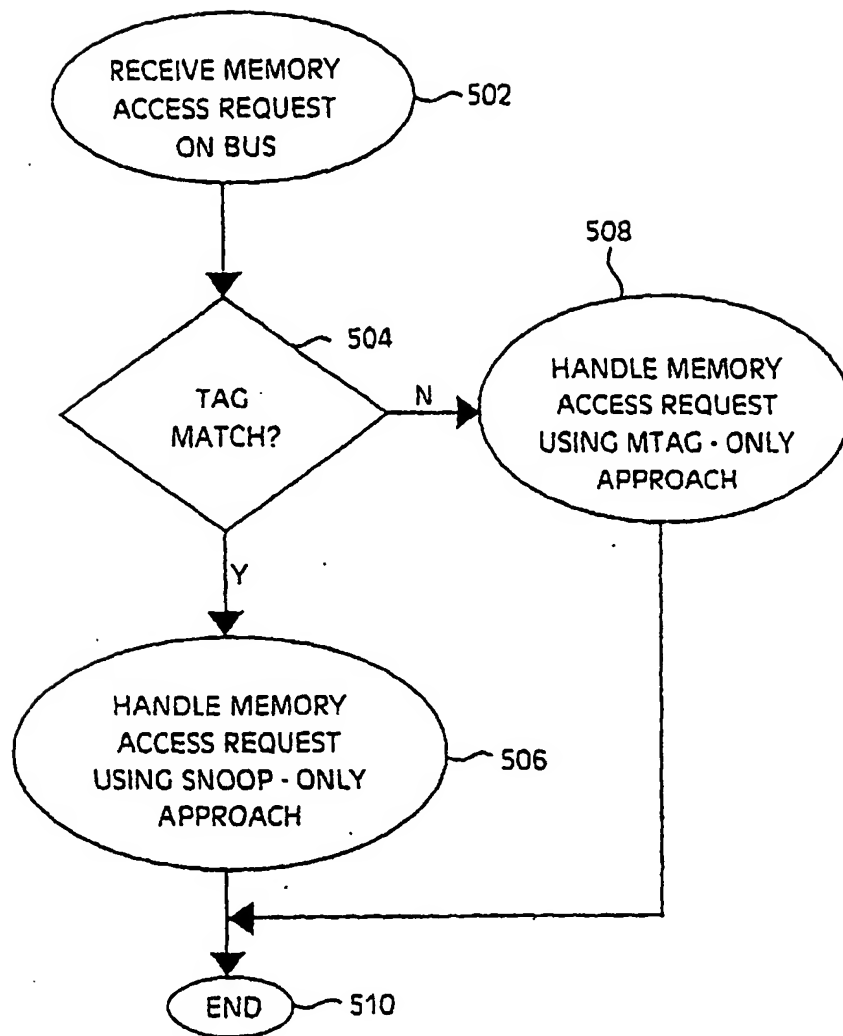 RECEIVE MEMORY
ACCESS REQUEST
ON BUS
502
508
504
TAG
MATCH?
N
HANDLE MEMORY
ACCESS REQUEST
USING MTAG - ONLY
APPROACH
Y
HANDLE MEMORY
ACCESS REQUEST
USING SNOOP - ONLY
APPROACH
506
END
510